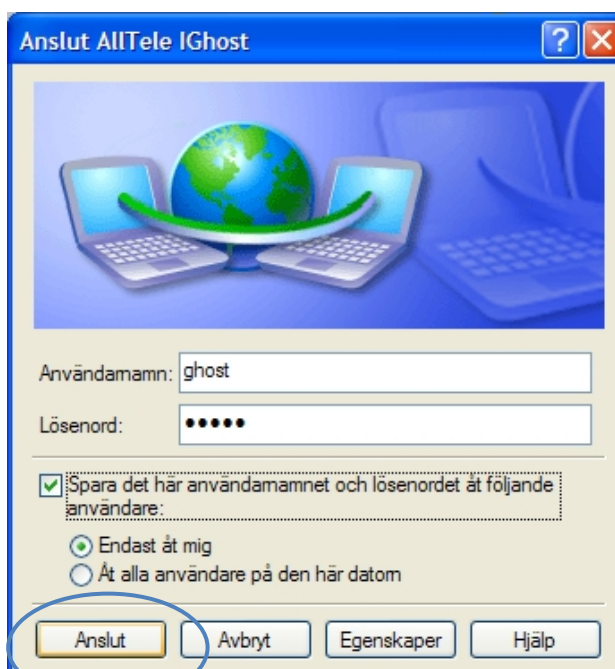 Anslut AllTele IGhost
Användarnamn: ghost
Lösenord: •••••
Spara det här användarnamnet och lösenordet åt följande
användare:
Endast åt mig
Åt alla användare på den här datorn
Anslut Avbryt Egenskaper Hjälp